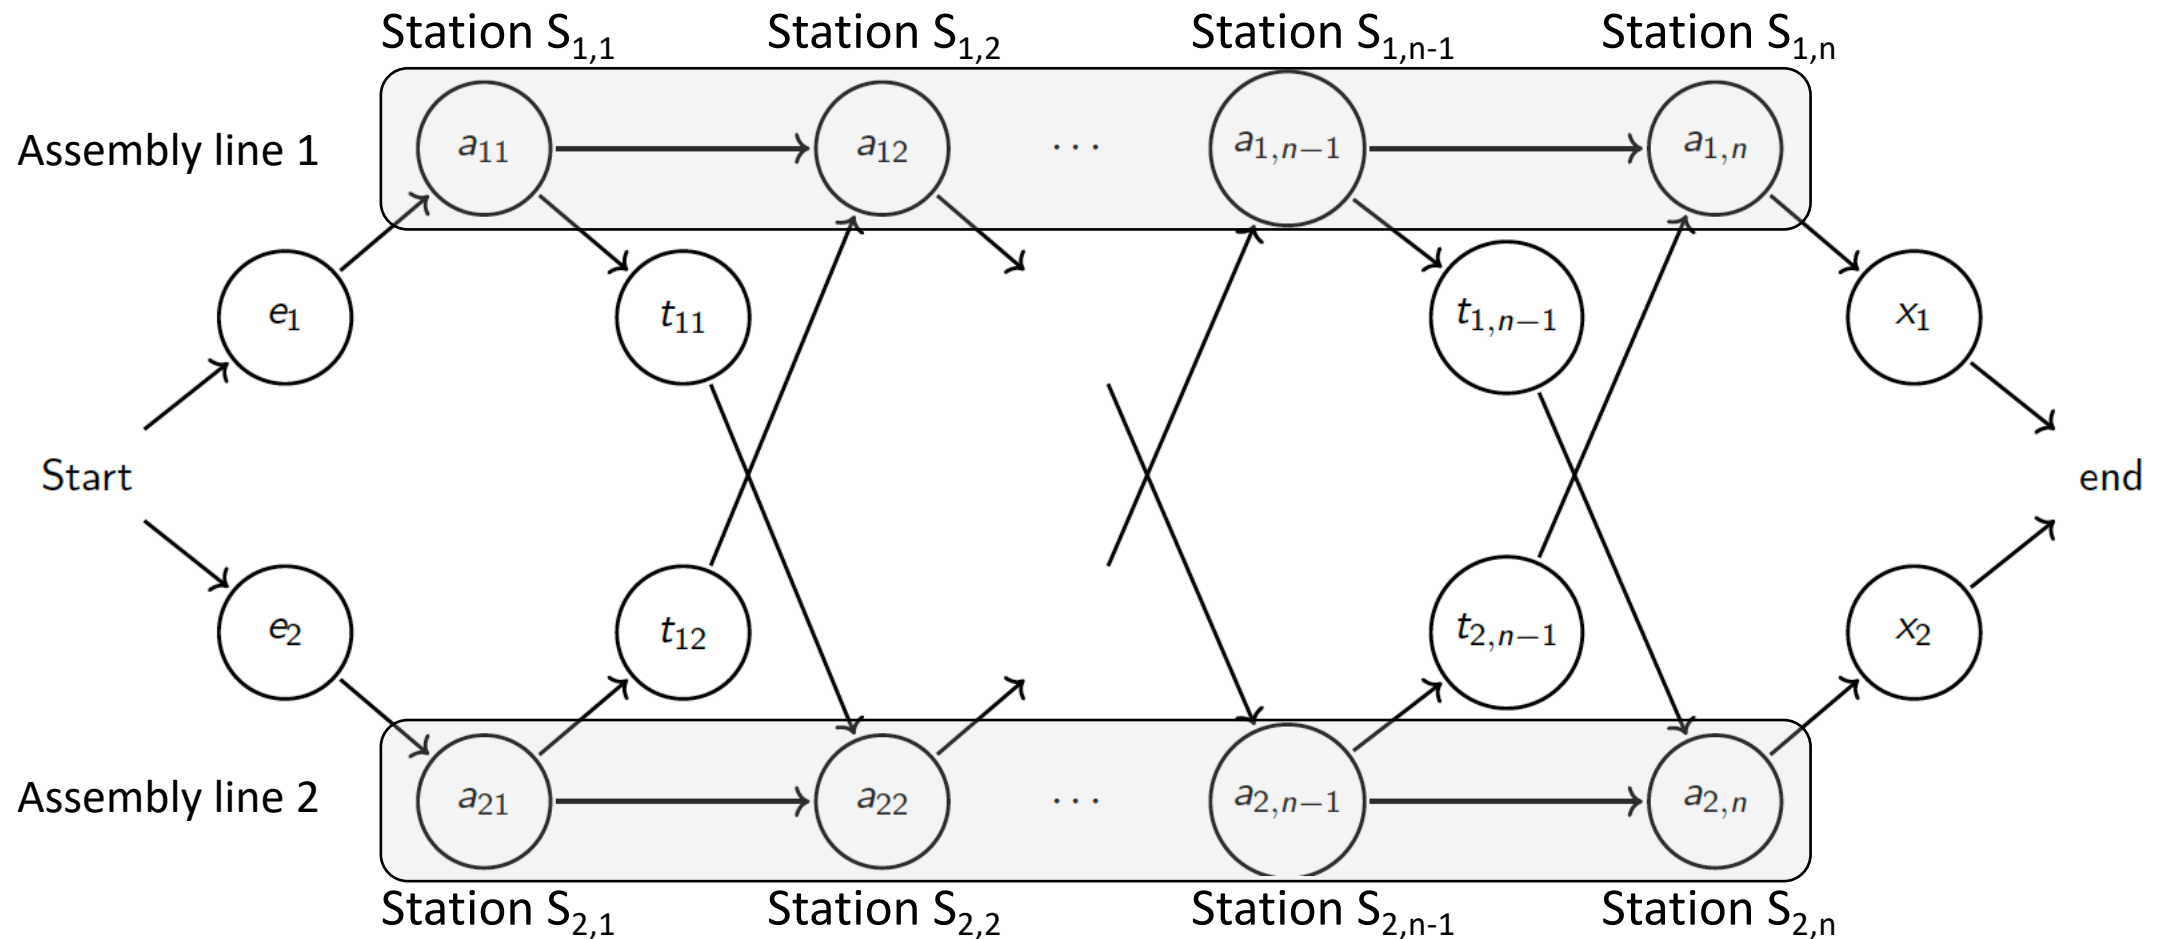 Station S1,1 Station S1,2 Station S1,n-1 Station S1,n
Assembly line 1 a11 a12 ··· a1,n−1 a1,n
e1 t11 t1,n−1 x1
Start end
e2 t12 t2,n−1 x2
Assembly line 2 a21 a22 ··· a2,n−1 a2,n
Station S2,1 Station S2,2 Station S2,n-1 Station S2,n